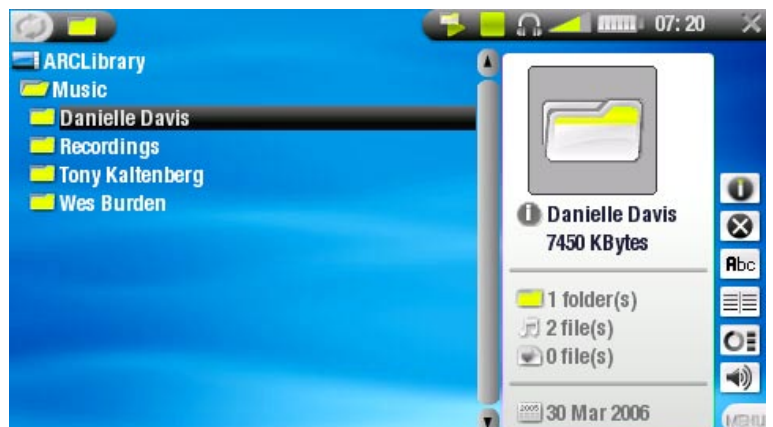 07:20
ARCLibrary
Music
Danielle Davis
Recordings
Tony Kaltenberg
Wes Burden
Danielle Davis
7450 KBytes
Abc
1 folder(s)
2 file(s)
0 file(s)
2005
30 Mar 2006
MENU